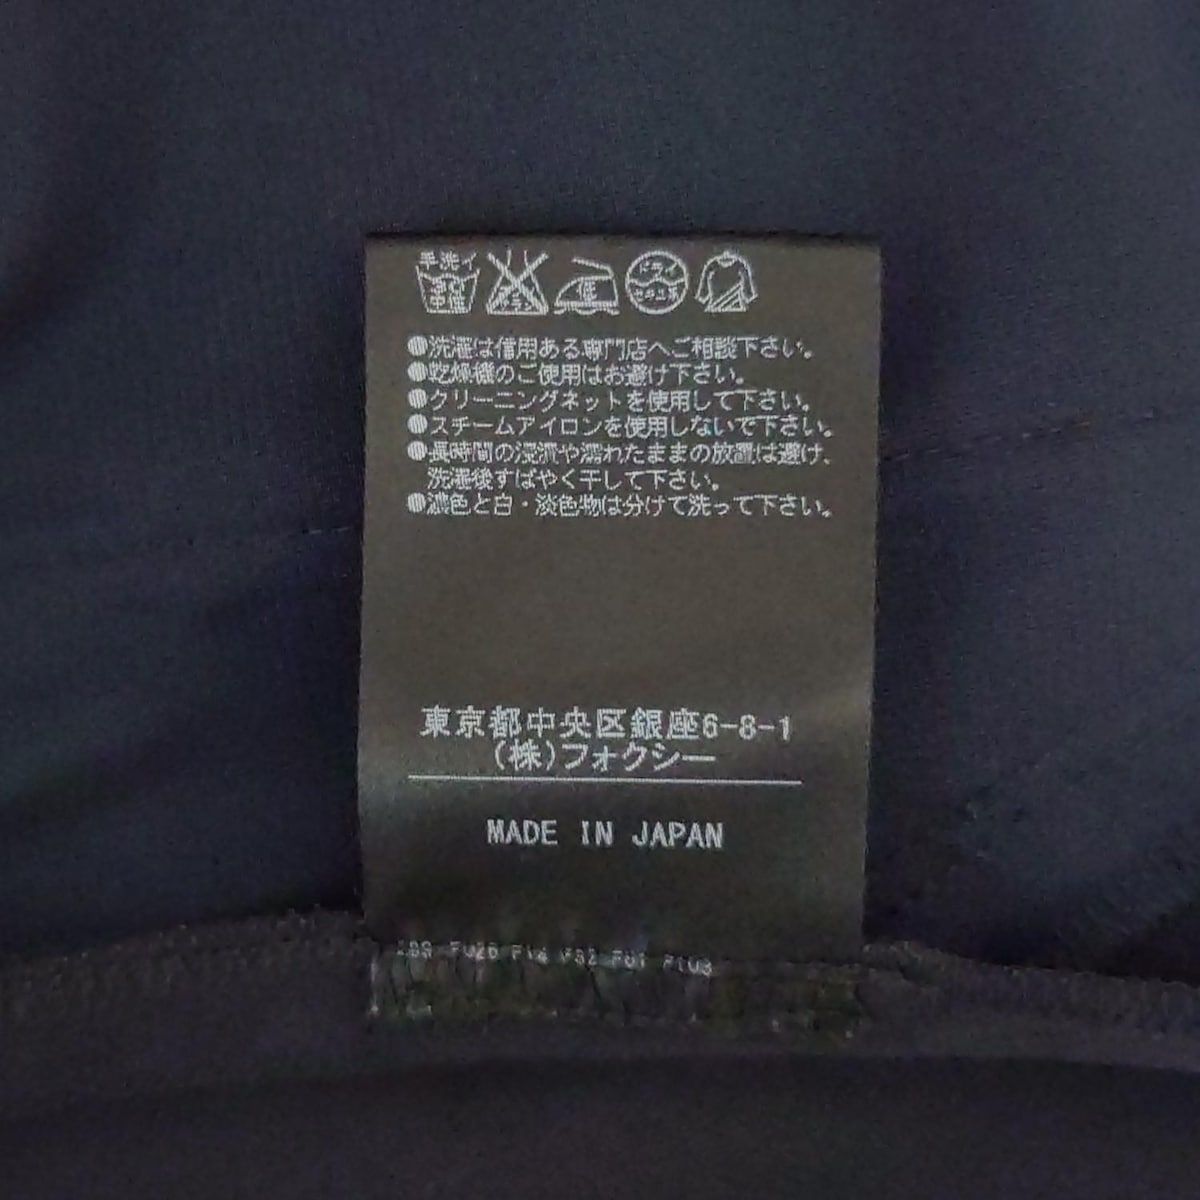 手洗イ
中性
低
ドライ
●洗濯は信用ある専門店へご相談下さい。
●乾燥機のご使用はお避け下さい。
●クリーニングネットを使用して下さい。
●スチームアイロンを使用しないで下さい。
●長時間の浸漬や濡れたままの放置は避け、
洗濯後すばやく干して下さい。
●濃色と白・淡色物は分けて洗って下さい。
東京都中央区銀座6-8-1
(株)フォクシー
MADE IN JAPAN